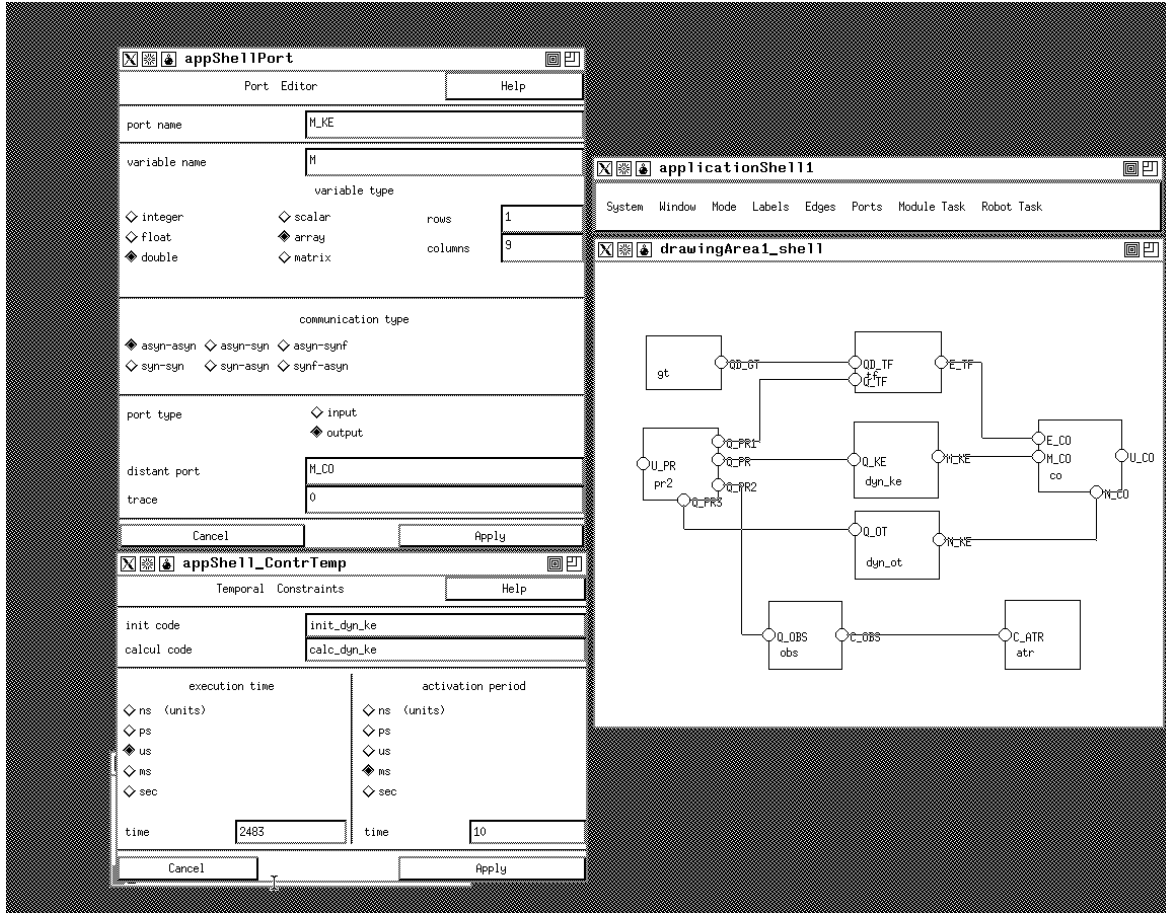 appShellPort
Port Editor Help
port name M_KE
variable name M
variable type
integer scalar rows 1
float array
double matrix columns 9
communication type
asyn-asyn asyn-syn asyn-synf
syn-syn syn-asyn synf-asyn
port type input
output
distant port M_CO
trace 0
Cancel Apply
appShell_ContrTemp
Temporal Constraints Help
init code init_dyn_ke
calcul code calc_dyn_ke
execution time activation period
ns (units) ns (units)
ps ps
us us
ms ms
sec sec
time 2483 time 10
Cancel Apply
applicationShell1
System Window Mode Labels Edges Ports Module Task Robot Task
drawingArea1_shell
gt QD_GT QD_TF tf E_TF
Q_TF
Q_PR1 E_CO
U_PR Q_PR Q_KE M_KE M_CO U_CO
pr2 dyn_ke co
Q_PR2
Q_PR3 N_CO
Q_OT N_KE
dyn_ot
Q_OBS C_OBS C_ATR
obs atr